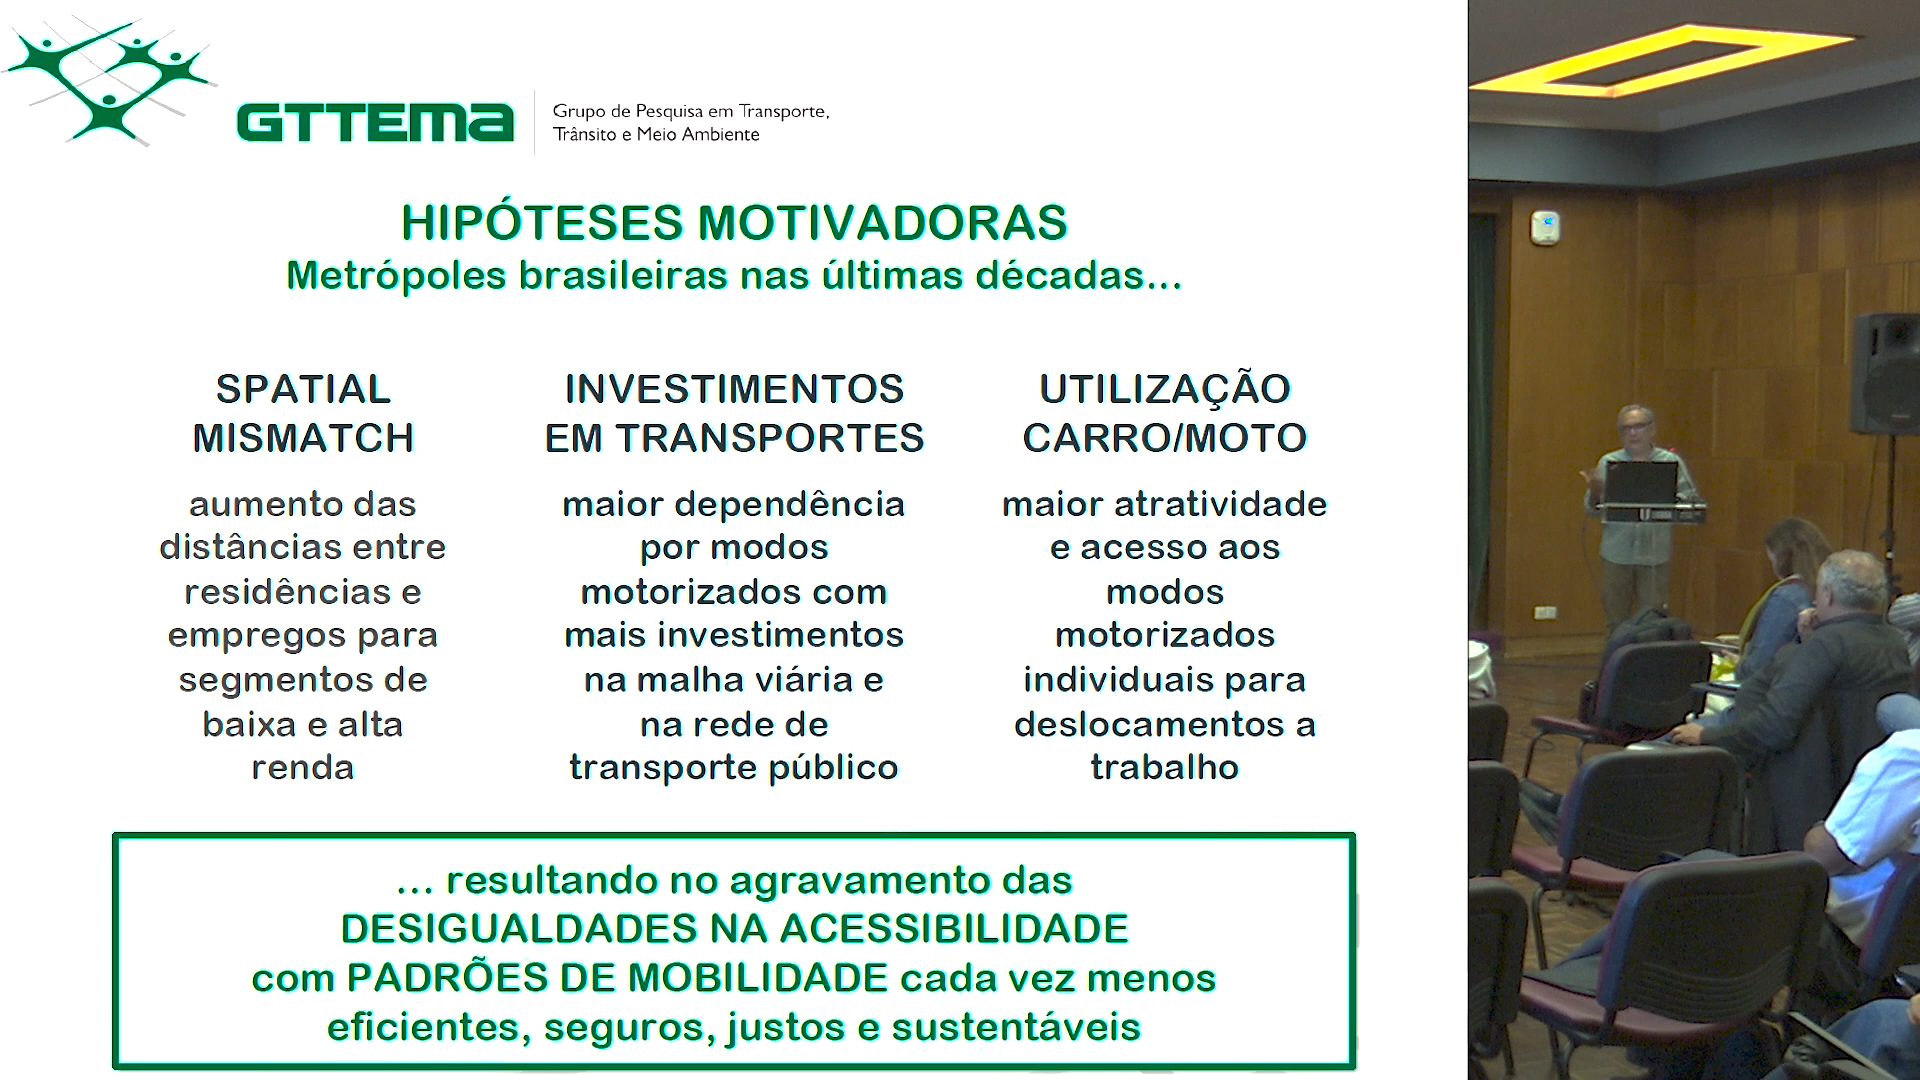 GTTEMA
Grupo de Pesquisa em Transporte,
Trânsito e Meio Ambiente
HIPÓTESES MOTIVADORAS
Metrópoles brasileiras nas últimas décadas...
SPATIAL
MISMATCH
aumento das
distâncias entre
residências e
empregos para
segmentos de
baixa e alta
renda
INVESTIMENTOS
EM TRANSPORTES
maior dependência
por modos
motorizados com
mais investimentos
na malha viária e
na rede de
transporte público
UTILIZAÇÃO
CARRO/MOTO
maior atratividade
e acesso aos
modos
motorizados
individuais para
deslocamentos a
trabalho
... resultando no agravamento das
DESIGUALDADES NA ACESSIBILIDADE
com PADRÕES DE MOBILIDADE cada vez menos
eficientes, seguros, justos e sustentáveis